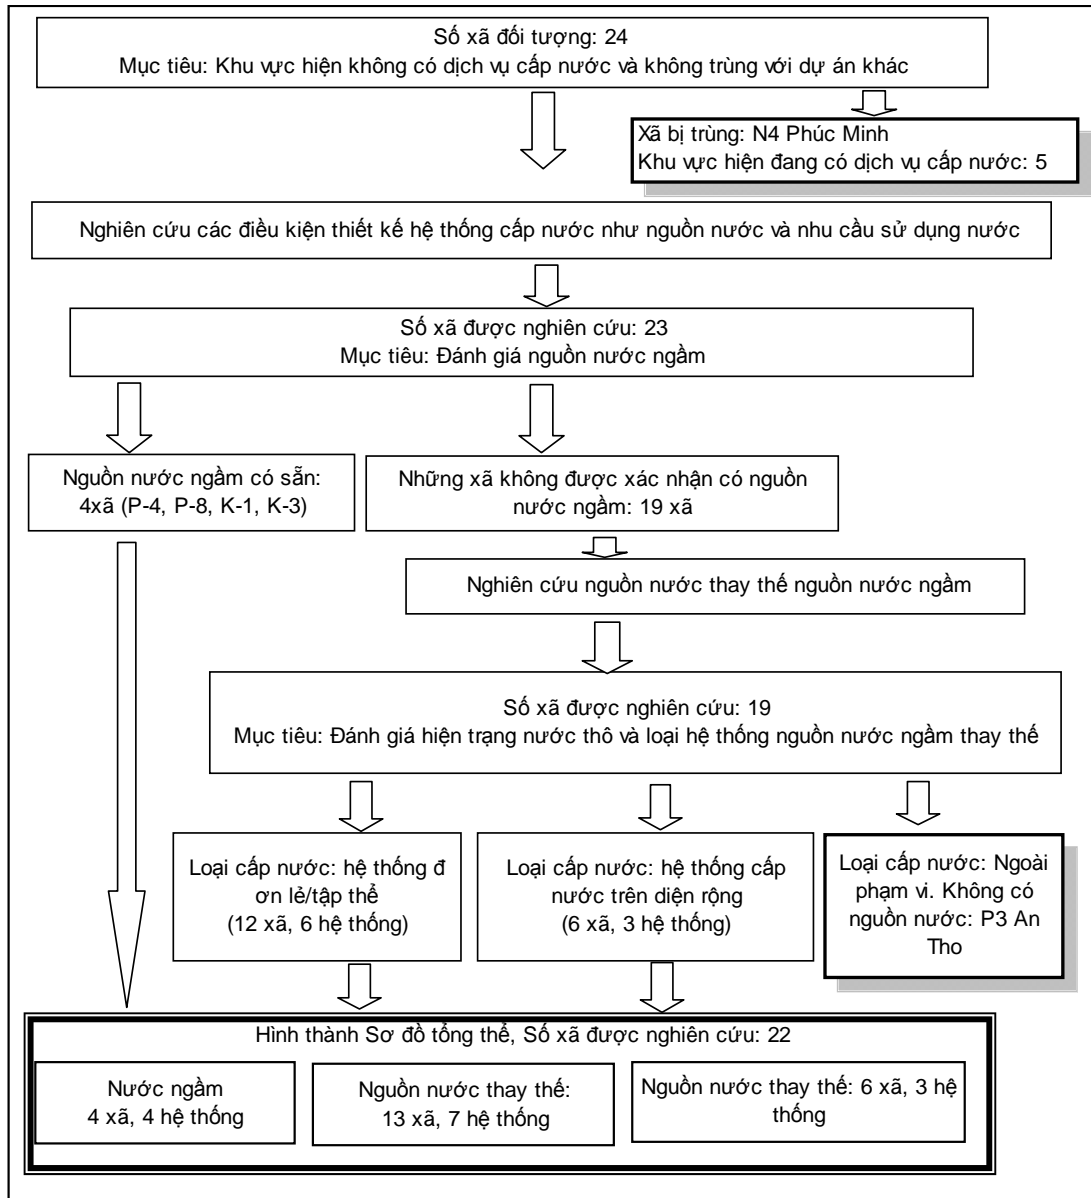 Số xã đối tượng: 24
Mục tiêu: Khu vực hiện không có dịch vụ cấp nước và không trùng với dự án khác
Xã bị trùng: N4 Phúc Minh
Khu vực hiện đang có dịch vụ cấp nước: 5
Nghiên cứu các điều kiện thiết kế hệ thống cấp nước như nguồn nước và nhu cầu sử dụng nước
Số xã được nghiên cứu: 23
Mục tiêu: Đánh giá nguồn nước ngầm
Nguồn nước ngầm có sẵn:
4xã (P-4, P-8, K-1, K-3)
Những xã không được xác nhận có nguồn
nước ngầm: 19 xã
Nghiên cứu nguồn nước thay thế nguồn nước ngầm
Số xã được nghiên cứu: 19
Mục tiêu: Đánh giá hiện trạng nước thô và loại hệ thống nguồn nước ngầm thay thế
Loại cấp nước: hệ thống đ
ơn lẻ/tập thể
(12 xã, 6 hệ thống)
Loại cấp nước: hệ thống cấp
nước trên diện rộng
(6 xã, 3 hệ thống)
Loại cấp nước: Ngoài
phạm vi. Không có
nguồn nước: P3 An
Tho
Hình thành Sơ đồ tổng thể, Số xã được nghiên cứu: 22
Nước ngầm
4 xã, 4 hệ thống
Nguồn nước thay thế:
13 xã, 7 hệ thống
Nguồn nước thay thế: 6 xã, 3 hệ
thống